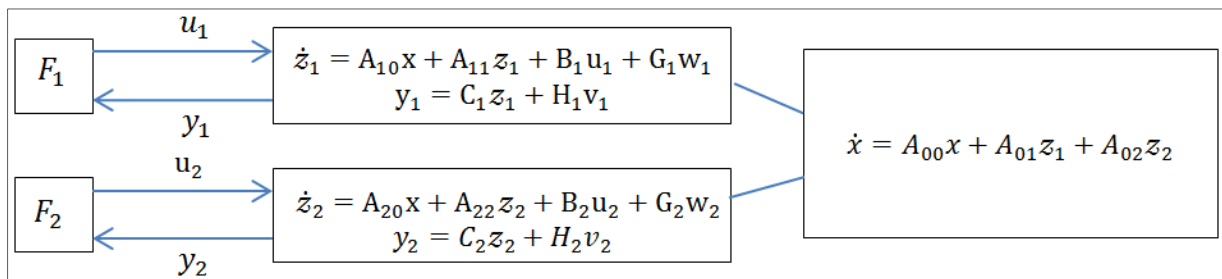 u₁
F₁
ż₁ = A₁₀x + A₁₁z₁ + B₁u₁ + G₁w₁
y₁ = C₁z₁ + H₁v₁
y₁
ẋ = A₀₀x + A₀₁z₁ + A₀₂z₂
u₂
F₂
ż₂ = A₂₀x + A₂₂z₂ + B₂u₂ + G₂w₂
y₂ = C₂z₂ + H₂v₂
y₂